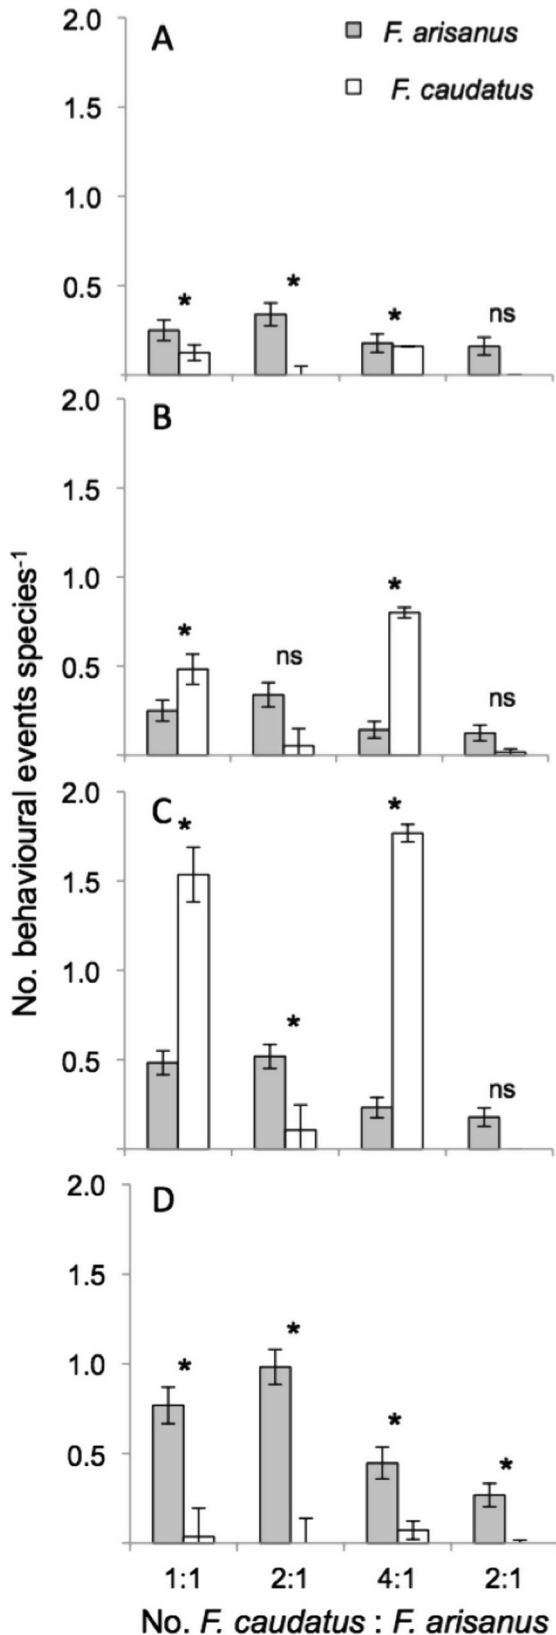 2.0
A
F. arisanus
F. caudatus
1.5
1.0
0.5
* * * ns
2.0
B
1.5
1.0
0.5
* ns * ns
2.0
C
1.5
1.0
0.5
* * * ns
2.0
D
1.5
1.0
0.5
* * * *
1:1 2:1 4:1 2:1
No. F. caudatus : F. arisanus
No. behavioural events species⁻¹